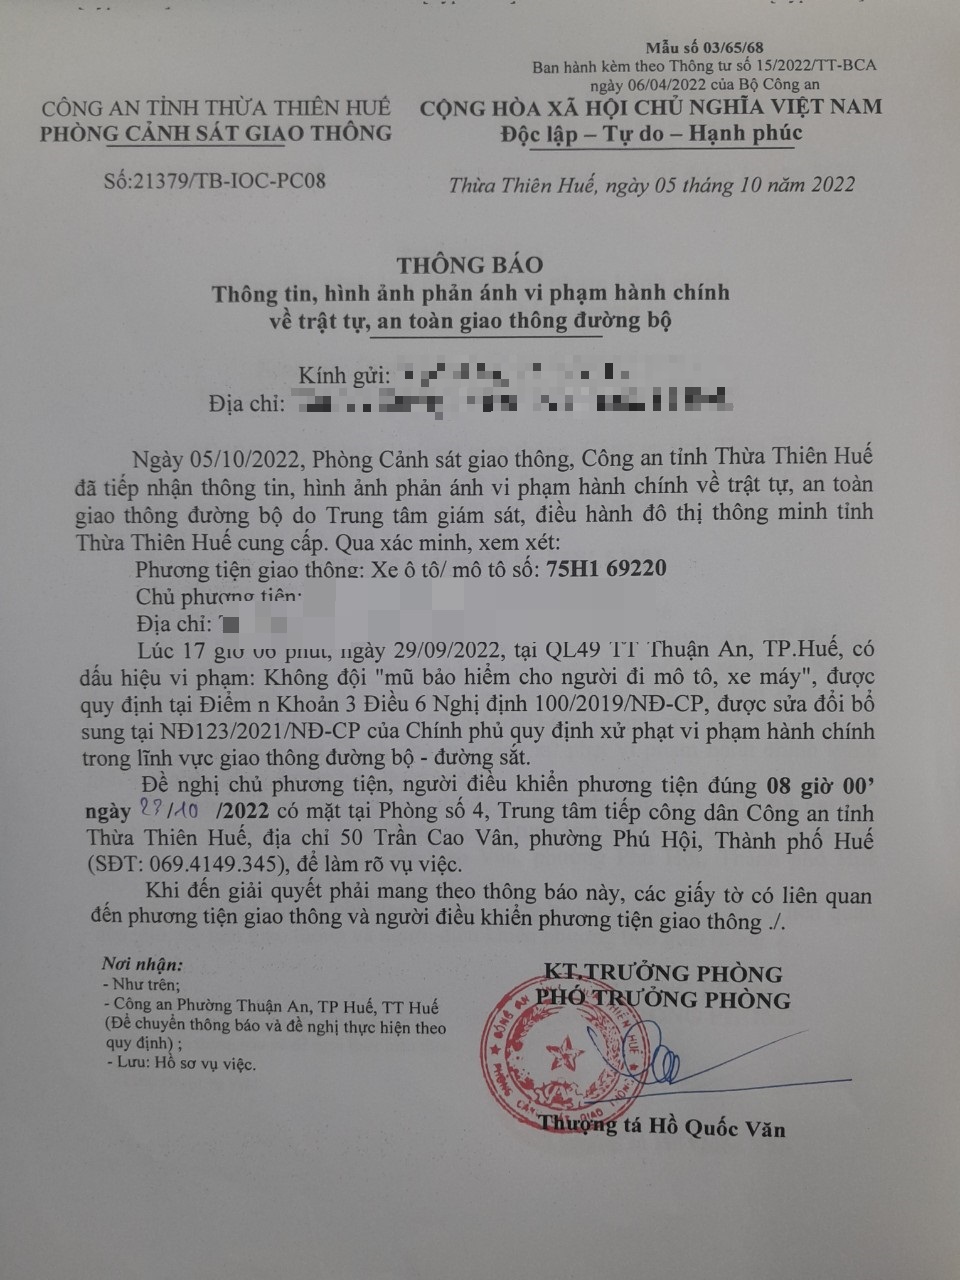 Mẫu số 03/65/68
Ban hành kèm theo Thông tư số 15/2022/TT-BCA
ngày 06/04/2022 của Bộ Công an
CÔNG AN TỈNH THỪA THIÊN HUẾ
PHÒNG CẢNH SÁT GIAO THÔNG
CỘNG HÒA XÃ HỘI CHỦ NGHĨA VIỆT NAM
Độc lập – Tự do – Hạnh phúc
Số:21379/TB-IOC-PC08
Thừa Thiên Huế, ngày 05 tháng 10 năm 2022
THÔNG BÁO
Thông tin, hình ảnh phản ánh vi phạm hành chính
về trật tự, an toàn giao thông đường bộ
Kính gửi:
Địa chỉ:
Ngày 05/10/2022, Phòng Cảnh sát giao thông, Công an tỉnh Thừa Thiên Huế
đã tiếp nhận thông tin, hình ảnh phản ánh vi phạm hành chính về trật tự, an toàn
giao thông đường bộ do Trung tâm giám sát, điều hành đô thị thông minh tỉnh
Thừa Thiên Huế cung cấp. Qua xác minh, xem xét:
Phương tiện giao thông: Xe ô tô/ mô tô số: 75H1 69220
Chủ phương tiện:
Địa chỉ:
Lúc 17 giờ 06 phút, ngày 29/09/2022, tại QL49 TT Thuận An, TP.Huế, có
dấu hiệu vi phạm: Không đội "mũ bảo hiểm cho người đi mô tô, xe máy", được
quy định tại Điểm n Khoản 3 Điều 6 Nghị định 100/2019/NĐ-CP, được sửa đổi bổ
sung tại NĐ123/2021/NĐ-CP của Chính phủ quy định xử phạt vi phạm hành chính
trong lĩnh vực giao thông đường bộ - đường sắt.
Đề nghị chủ phương tiện, người điều khiển phương tiện đúng 08 giờ 00’
ngày /10 /2022 có mặt tại Phòng số 4, Trung tâm tiếp công dân Công an tỉnh
Thừa Thiên Huế, địa chỉ 50 Trần Cao Vân, phường Phú Hội, Thành phố Huế
(SĐT: 069.4149.345), để làm rõ vụ việc.
Khi đến giải quyết phải mang theo thông báo này, các giấy tờ có liên quan
đến phương tiện giao thông và người điều khiển phương tiện giao thông ./.
Nơi nhận:
- Như trên;
- Công an Phường Thuận An, TP Huế, TT Huế
(Để chuyển thông báo và đề nghị thực hiện theo
quy định) ;
- Lưu: Hồ sơ vụ việc.
KT.TRƯỞNG PHÒNG
PHÓ TRƯỞNG PHÒNG
Thượng tá Hồ Quốc Văn